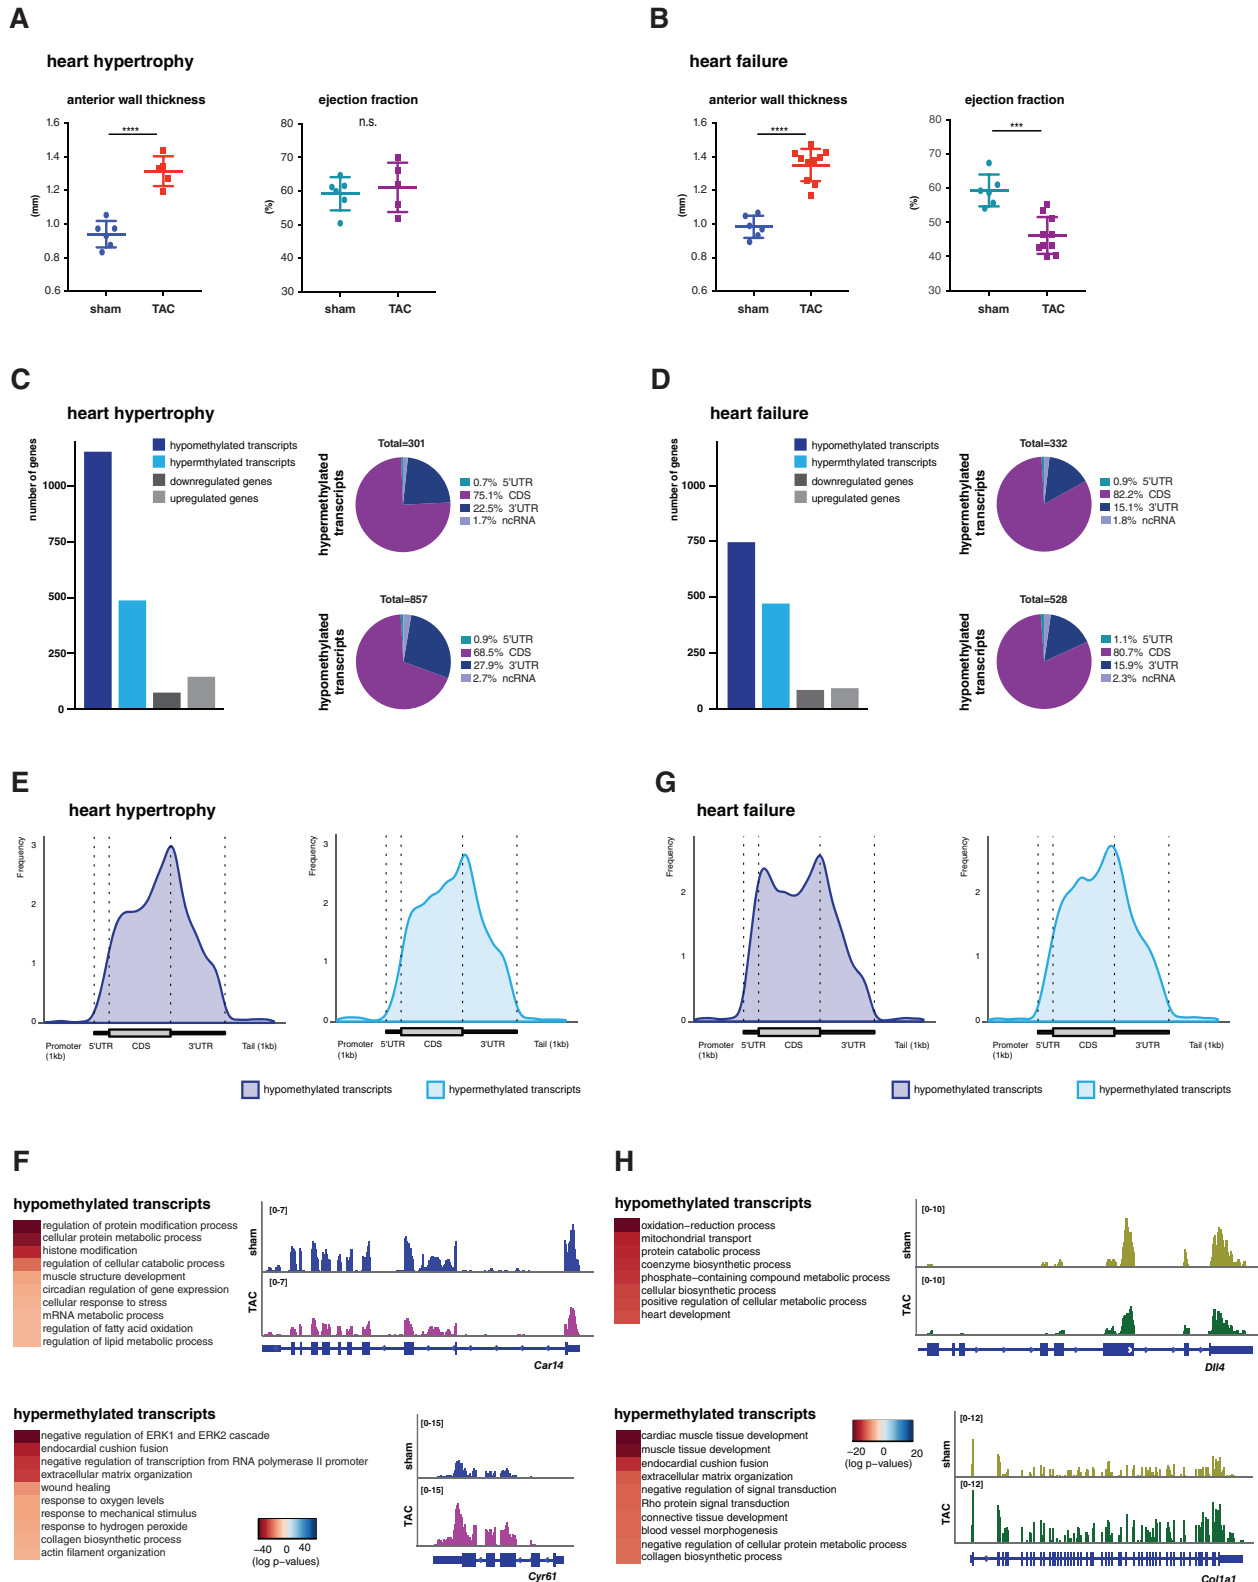 A
heart hypertrophy
anterior wall thickness
1.6
1.4
1.2
1.0
0.8
0.6
(mm)
****
sham
TAC
ejection fraction
n.s.
80
70
60
50
40
30
(%)
sham
TAC
B
heart failure
anterior wall thickness
1.6
1.4
1.2
1.0
0.8
0.6
(mm)
****
sham
TAC
ejection fraction
***
80
70
60
50
40
30
(%)
sham
TAC
C
heart hypertrophy
number of genes
1000
750
500
250
0
hypomethylated transcripts
hypermthylated transcripts
downregulated genes
upregulated genes
hypermethylated
transcripts
Total=301
0.7% 5'UTR
75.1% CDS
22.5% 3'UTR
1.7% ncRNA
hypomethylated
transcripts
Total=857
0.9% 5'UTR
68.5% CDS
27.9% 3'UTR
2.7% ncRNA
D
heart failure
number of genes
1000
750
500
250
0
hypomethylated transcripts
hypermthylated transcripts
downregulated genes
upregulated genes
hypermethylated
transcripts
Total=332
0.9% 5'UTR
82.2% CDS
15.1% 3'UTR
1.8% ncRNA
hypomethylated
transcripts
Total=528
1.1% 5'UTR
80.7% CDS
15.9% 3'UTR
2.3% ncRNA
E
heart hypertrophy
Frequency
3
2
1
0
Promoter
(1kb)
5'UTR
CDS
3'UTR
Tail (1kb)
Frequency
3
2
1
0
Promoter
(1kb)
5'UTR
CDS
3'UTR
Tail (1kb)
hypomethylated transcripts
hypermethylated transcripts
G
heart failure
Frequency
2
1
0
Promoter
(1kb)
5'UTR
CDS
3'UTR
Tail (1kb)
Frequency
2
1
0
Promoter
(1kb)
5'UTR
CDS
3'UTR
Tail (1kb)
hypomethylated transcripts
hypermethylated transcripts
F
hypomethylated transcripts
regulation of protein modification process
cellular protein metabolic process
histone modification
regulation of cellular catabolic process
muscle structure development
circadian regulation of gene expression
cellular response to stress
mRNA metabolic process
regulation of fatty acid oxidation
regulation of lipid metabolic process
[0-7]
sham
[0-7]
TAC
Car14
hypermethylated transcripts
negative regulation of ERK1 and ERK2 cascade
endocardial cushion fusion
negative regulation of transcription from RNA polymerase II promoter
extracellular matrix organization
wound healing
response to oxygen levels
response to mechanical stimulus
response to hydrogen peroxide
collagen biosynthetic process
actin filament organization
−40 0 40
(log p−values)
[0-15]
sham
[0-15]
TAC
Cyr61
H
hypomethylated transcripts
oxidation−reduction process
mitochondrial transport
protein catabolic process
coenzyme biosynthetic process
phosphate−containing compound metabolic process
cellular biosynthetic process
positive regulation of cellular metabolic process
heart development
[0-10]
sham
[0-10]
TAC
Dll4
hypermethylated transcripts
cardiac muscle tissue development
muscle tissue development
endocardial cushion fusion
extracellular matrix organization
negative regulation of signal transduction
Rho protein signal transduction
connective tissue development
blood vessel morphogenesis
negative regulation of cellular protein metabolic process
collagen biosynthetic process
−20 0 20
(log p−values)
[0-12]
sham
[0-12]
TAC
Col1a1